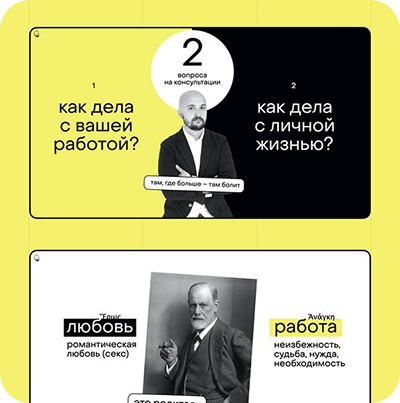 2
вопроса
на консультации
1
как дела
с вашей
работой?
2
как дела
с личной
жизнью?
там, где больше – там болит
Ἔρως
любовь
романтическая
любовь (секс)
Ἀνάγκη
работа
неизбежность,
судьба, нужда,
необходимость